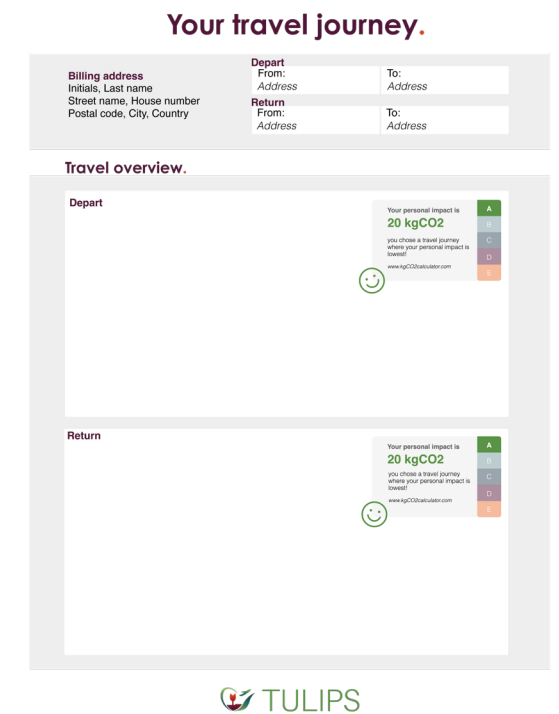 Your travel journey.
Billing address
Initials, Last name
Street name, House number
Postal code, City, Country
Depart
From:
To:
Address
Address
Return
From:
To:
Address
Address
Travel overview.
Depart
Your personal impact is
20 kgCO2
you chose a travel journey
where your personal impact is
lowest!
www.kgCO2calculator.com
A
B
C
D
E
Return
Your personal impact is
20 kgCO2
you chose a travel journey
where your personal impact is
lowest!
www.kgCO2calculator.com
A
B
C
D
E
TULIPS